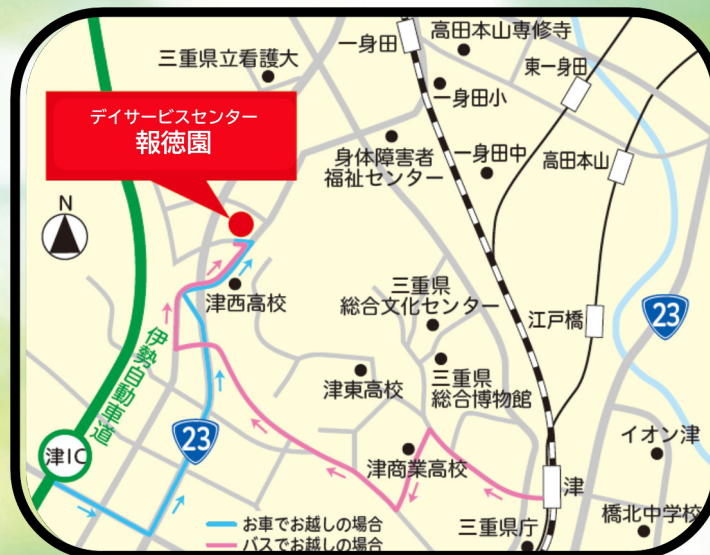 一身田
高田本山専修寺
三重県立看護大
東一身田
一身田小
デイサービスセンター
報徳園
身体障害者
福祉センター
一身田中
高田本山
N
津西高校
三重県
総合文化センター
江戸橋
23
伊勢自動車道
津東高校
三重県
総合博物館
津IC
23
津商業高校
イオン津
津
お車でお越しの場合
バスでお越しの場合
三重県庁
橋北中学校